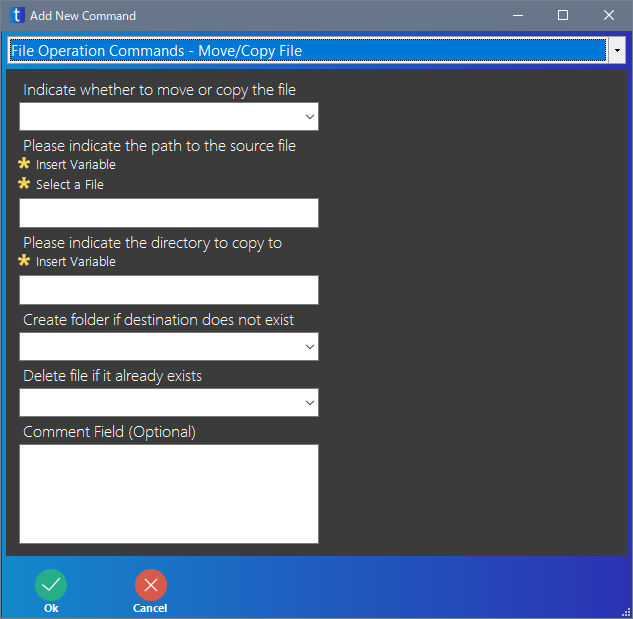 t Add New Command
File Operation Commands - Move/Copy File
Indicate whether to move or copy the file
Please indicate the path to the source file
Insert Variable
Select a File
Please indicate the directory to copy to
Insert Variable
Create folder if destination does not exist
Delete file if it already exists
Comment Field (Optional)
Ok Cancel